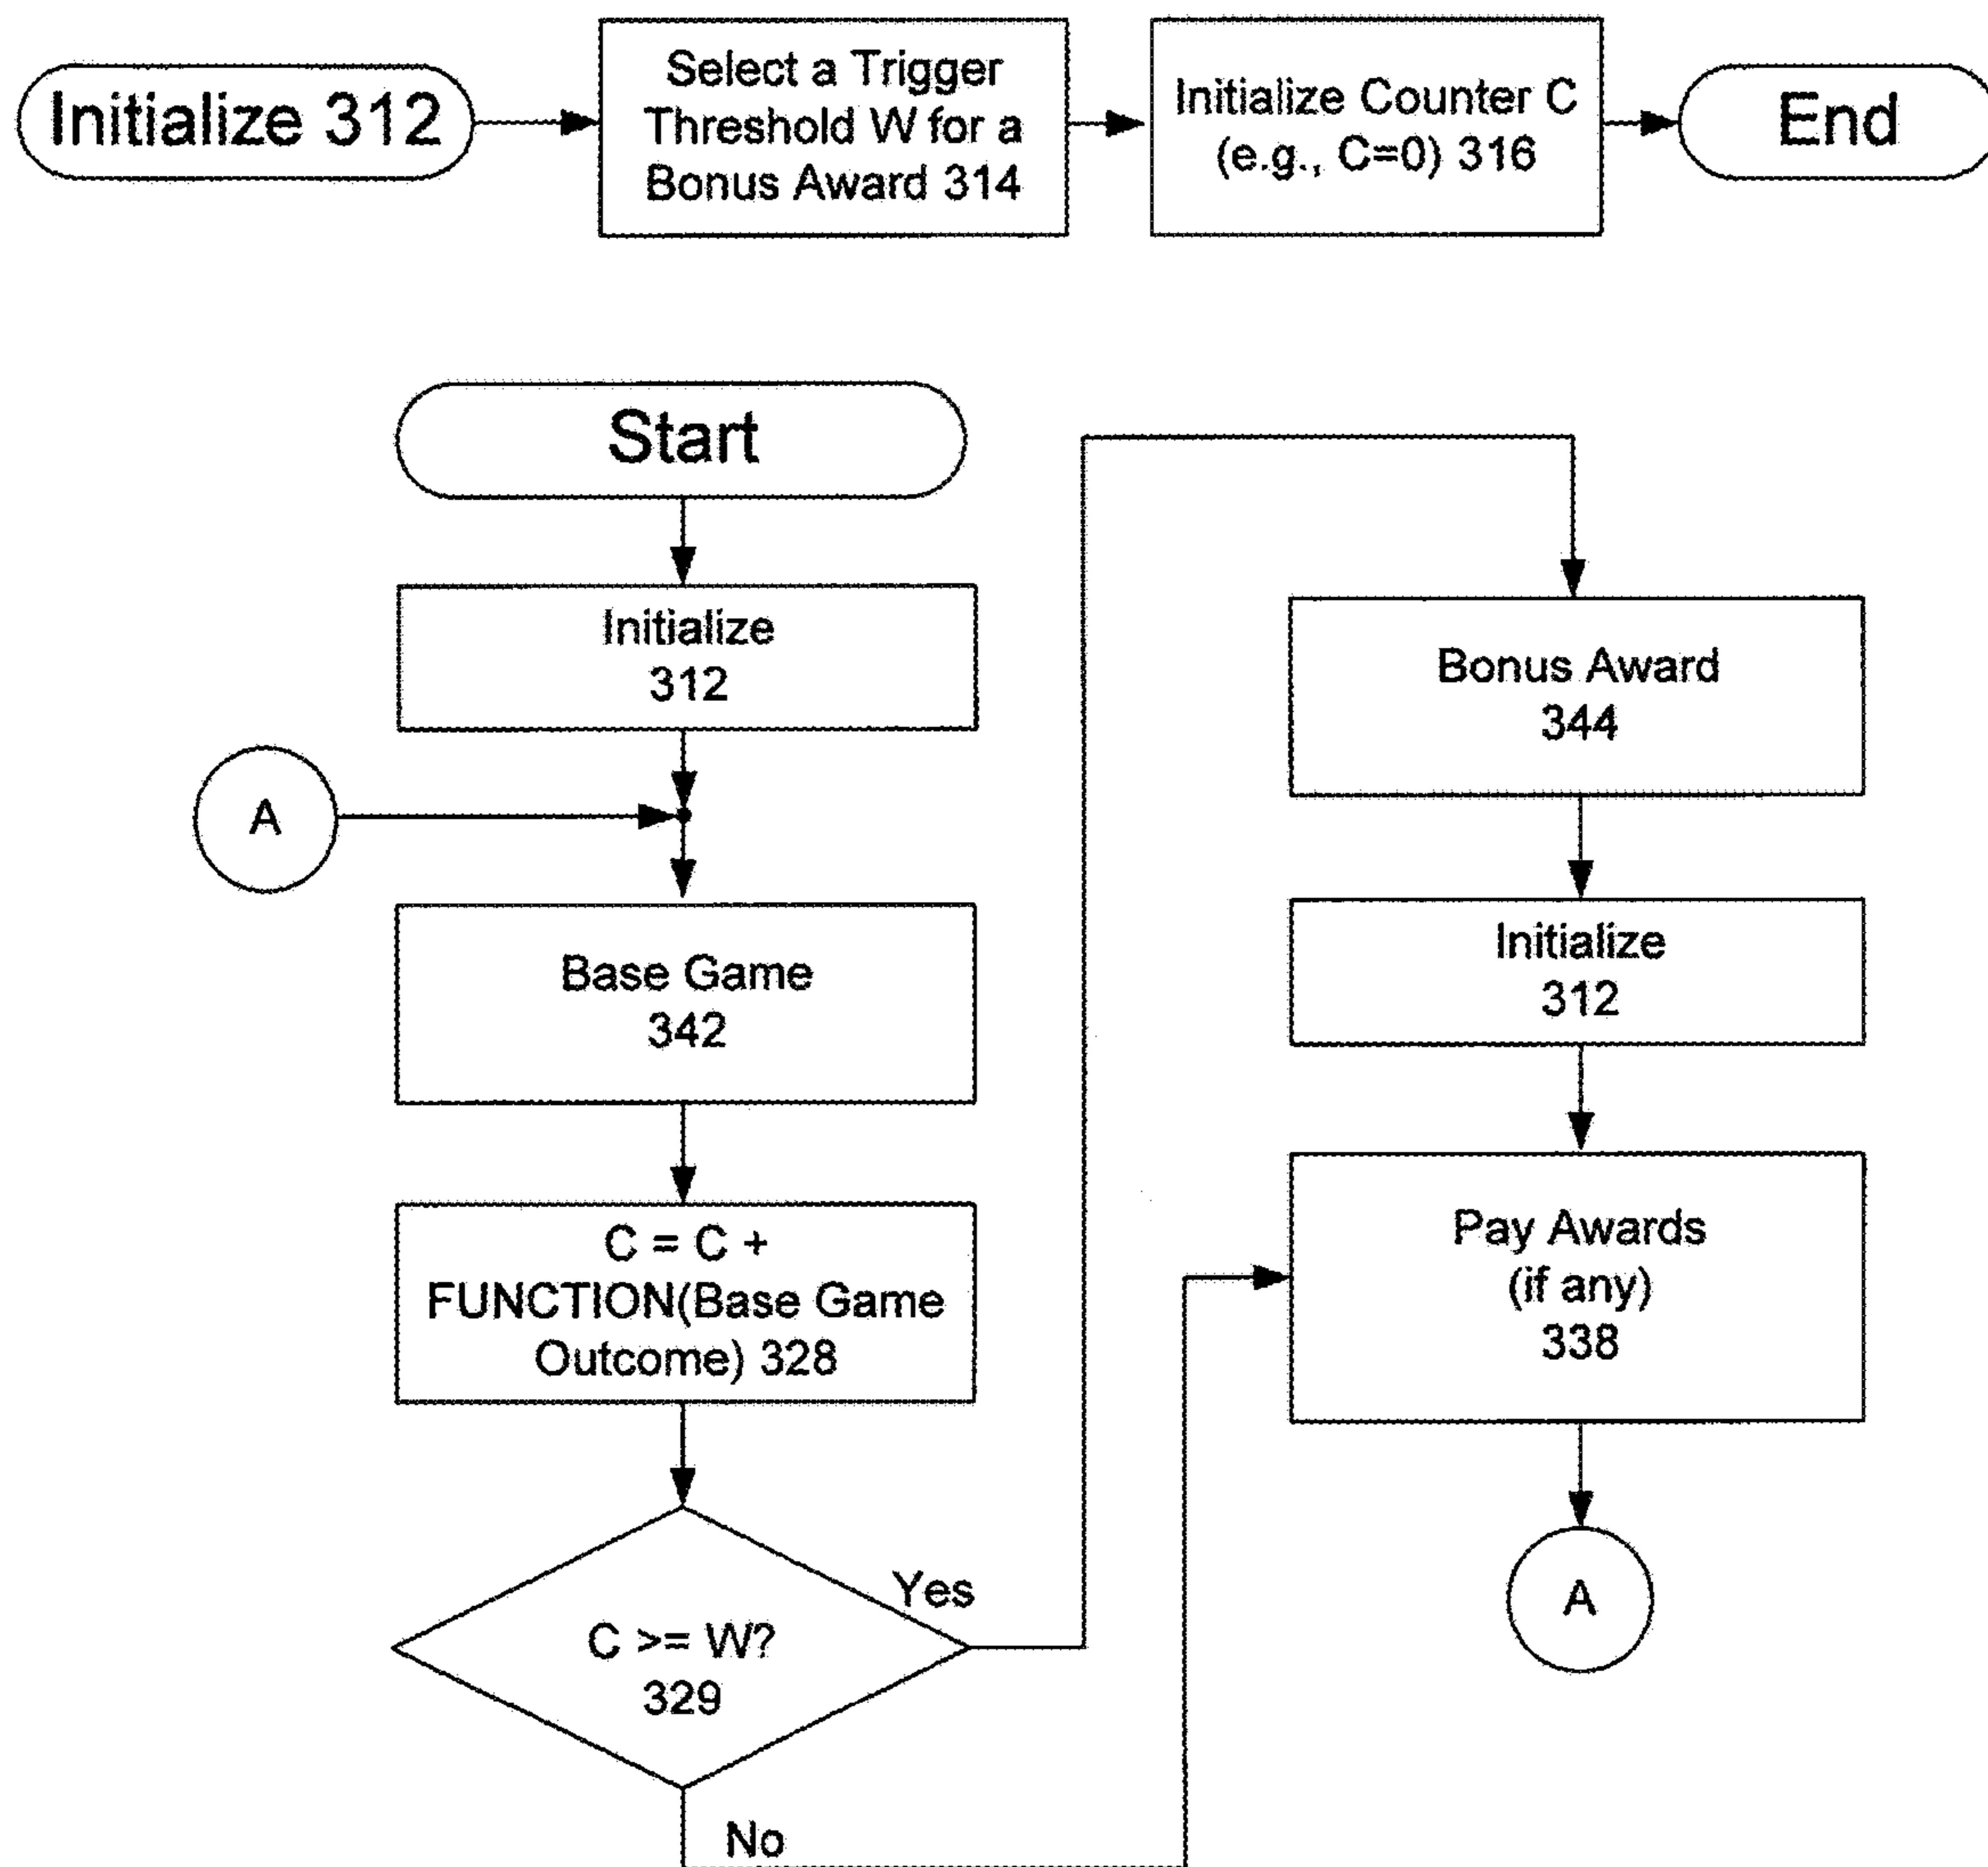 Initialize 312
Select a Trigger
Threshold W for a
Bonus Award 314
Initialize Counter C
(e.g., C=0) 316
End
Start
Initialize
312
A
Base Game
342
C = C +
FUNCTION(Base Game
Outcome) 328
C >= W?
329
Yes
No
Bonus Award
344
Initialize
312
Pay Awards
(if any)
338
A